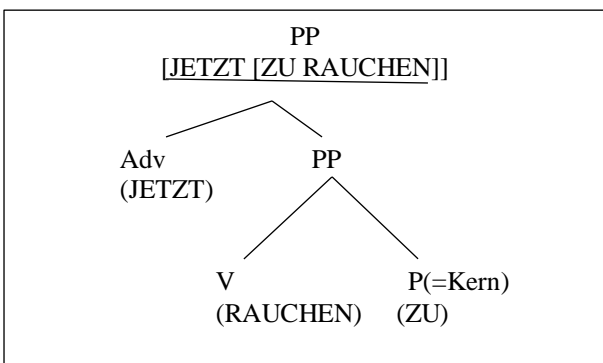 PP
[JETZT [ZU RAUCHEN]]
Adv PP
(JETZT)
V P(=Kern)
(RAUCHEN) (ZU)